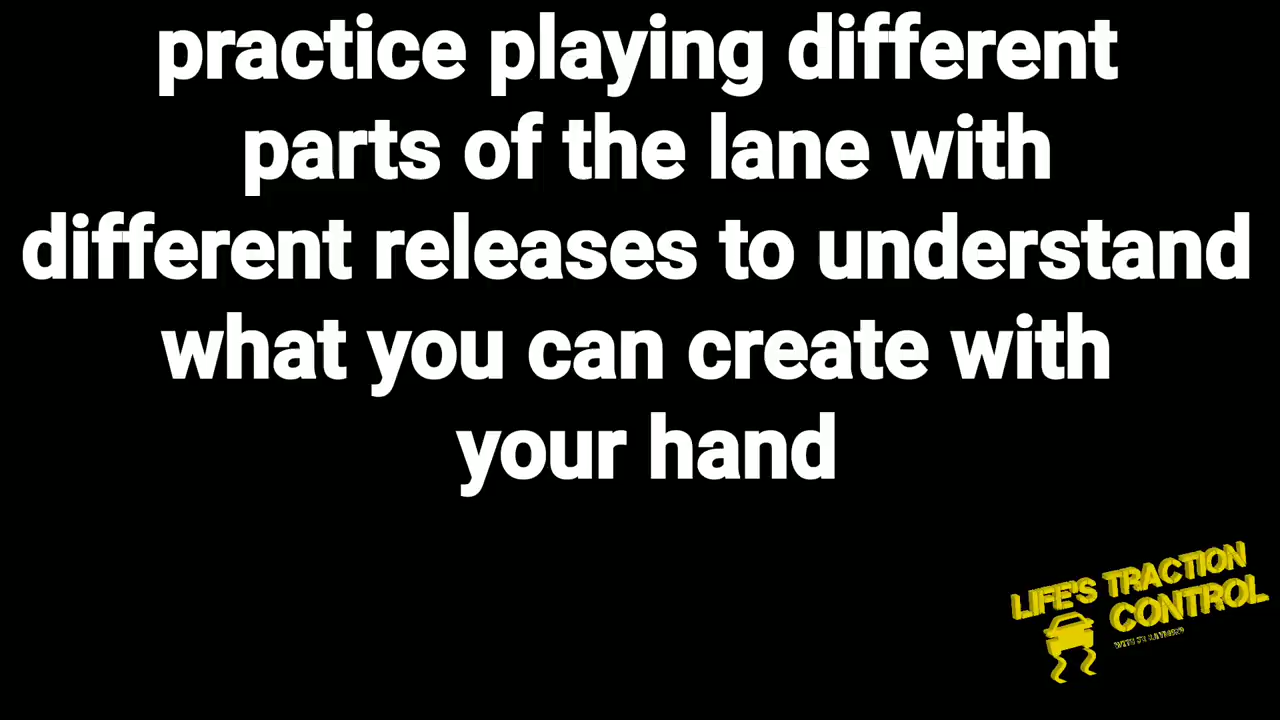 practice playing different
parts of the lane with
different releases to understand
what you can create with
your hand
LIFE'S TRACTION
CONTROL